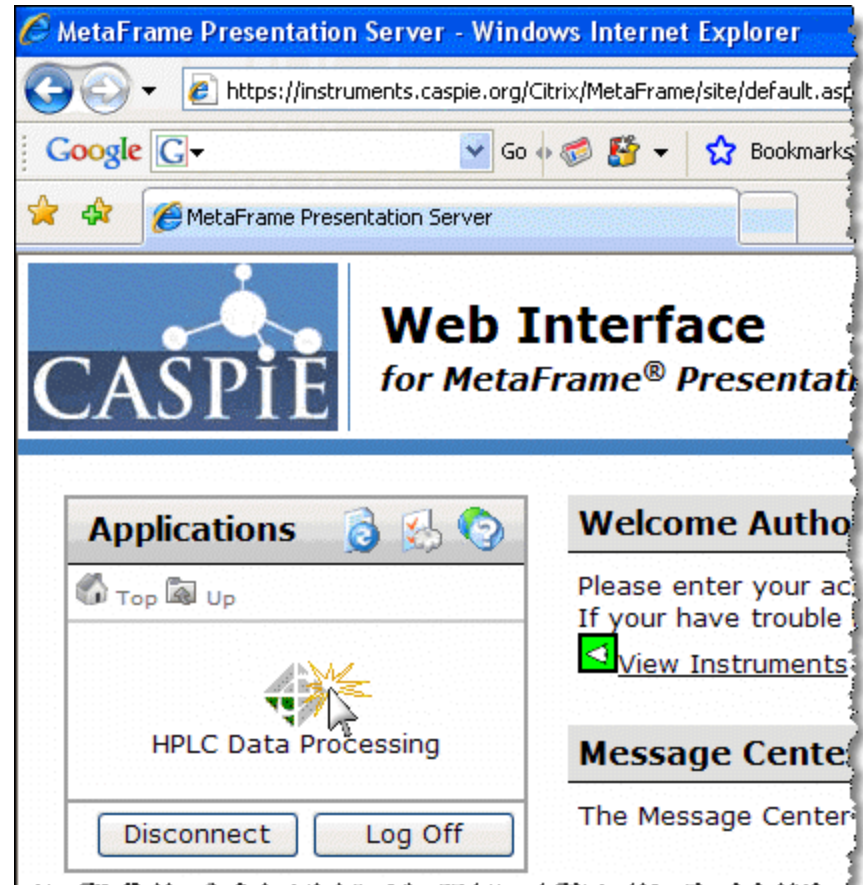 MetaFrame Presentation Server - Windows Internet Explorer
https://instruments.caspie.org/Citrix/MetaFrame/site/default.asp
Google G Go Bookmarks
MetaFrame Presentation Server
CASPiE
Web Interface
for MetaFrame® Presentati
Applications
Top Up
HPLC Data Processing
Disconnect Log Off
Welcome Autho
Please enter your ac
If your have trouble
View Instruments
Message Cente
The Message Center